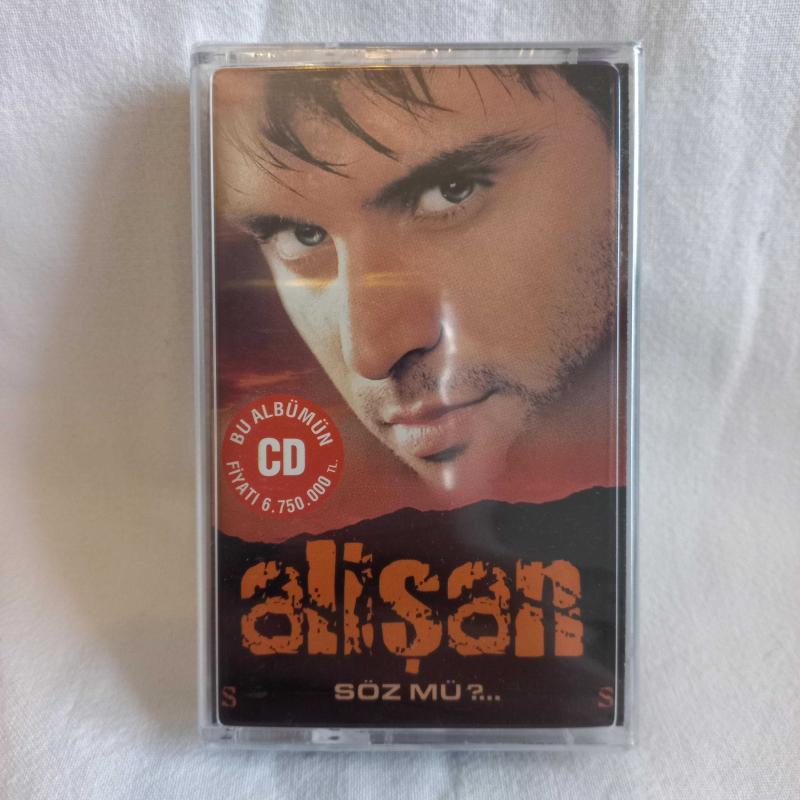 BU ALBÜMÜN
CD
FİYATI 6.750.000 TL.
alişan
SÖZ MÜ?...
S S